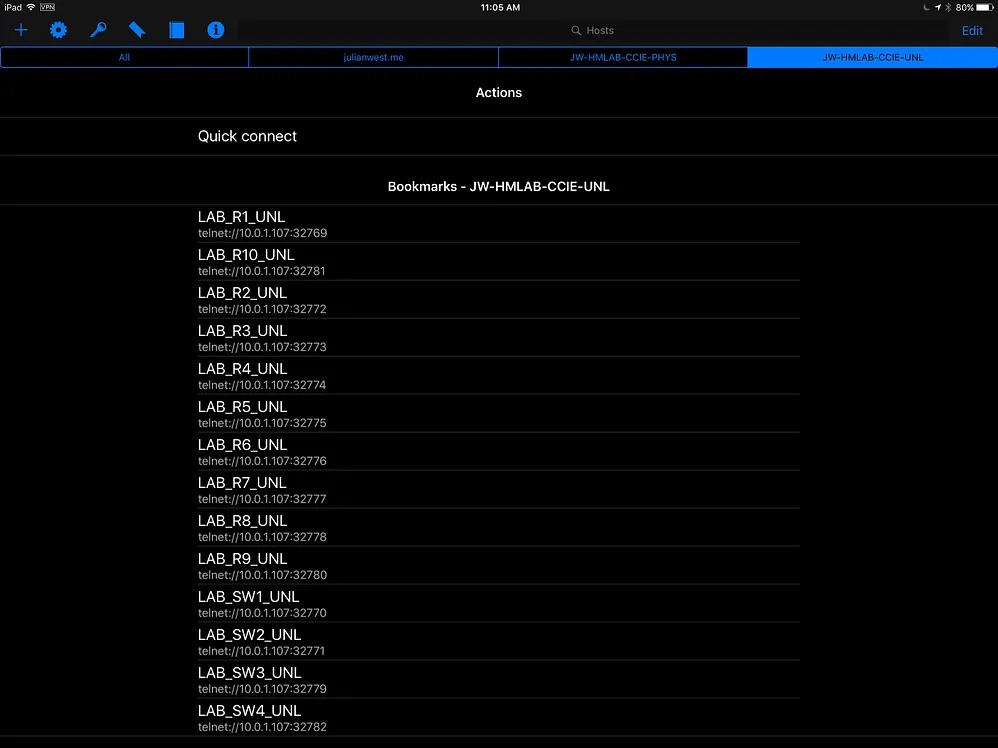 iPad VPN 11:05 AM 80%
Hosts Edit
All julianwest.me JW-HMLAB-CCIE-PHYS JW-HMLAB-CCIE-UNL
Actions
Quick connect
Bookmarks - JW-HMLAB-CCIE-UNL
LAB_R1_UNL
telnet://10.0.1.107:32769
LAB_R10_UNL
telnet://10.0.1.107:32781
LAB_R2_UNL
telnet://10.0.1.107:32772
LAB_R3_UNL
telnet://10.0.1.107:32773
LAB_R4_UNL
telnet://10.0.1.107:32774
LAB_R5_UNL
telnet://10.0.1.107:32775
LAB_R6_UNL
telnet://10.0.1.107:32776
LAB_R7_UNL
telnet://10.0.1.107:32777
LAB_R8_UNL
telnet://10.0.1.107:32778
LAB_R9_UNL
telnet://10.0.1.107:32780
LAB_SW1_UNL
telnet://10.0.1.107:32770
LAB_SW2_UNL
telnet://10.0.1.107:32771
LAB_SW3_UNL
telnet://10.0.1.107:32779
LAB_SW4_UNL
telnet://10.0.1.107:32782